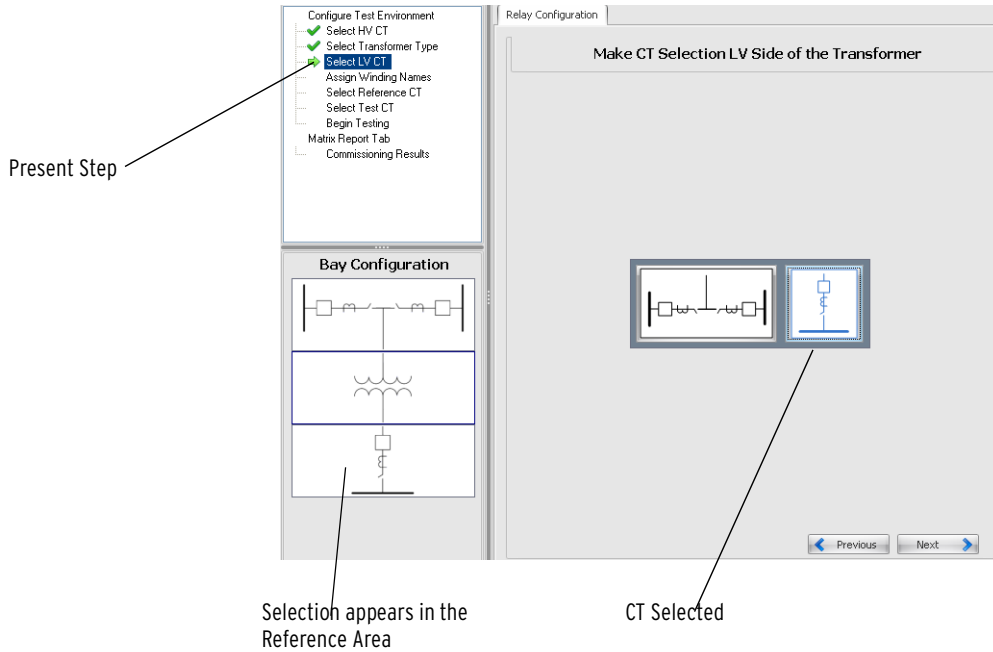 Configure Test Environment
Select HV CT
Select Transformer Type
Select LV CT
Assign Winding Names
Select Reference CT
Select Test CT
Begin Testing
Matrix Report Tab
Commissioning Results
Present Step
Bay Configuration
Relay Configuration
Make CT Selection LV Side of the Transformer
Previous
Next
Selection appears in the
Reference Area
CT Selected